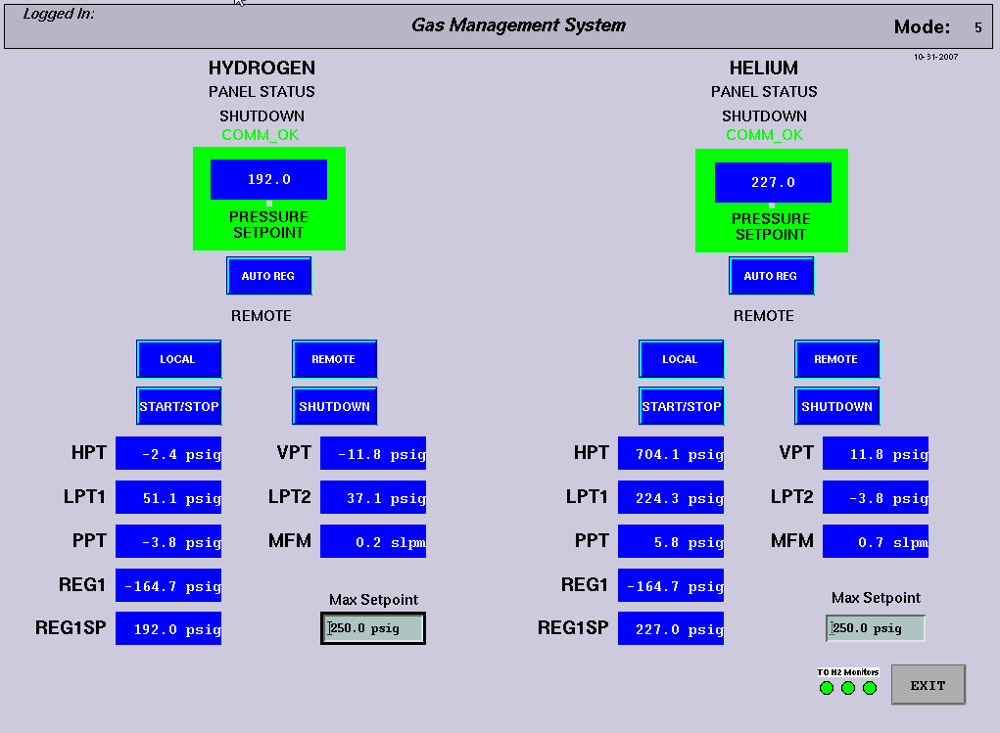 Logged In:
Gas Management System
Mode: 5
10-31-2007
HYDROGEN
PANEL STATUS
SHUTDOWN
COMM_OK
192.0
PRESSURE
SETPOINT
AUTO REG
REMOTE
LOCAL
REMOTE
START/STOP
SHUTDOWN
HPT -2.4 psig
VPT -11.8 psig
LPT1 51.1 psig
LPT2 37.1 psig
PPT -3.8 psig
MFM 0.2 slpm
REG1 -164.7 psig
Max Setpoint
REG1SP 192.0 psig
250.0 psig
HELIUM
PANEL STATUS
SHUTDOWN
COMM_OK
227.0
PRESSURE
SETPOINT
AUTO REG
REMOTE
LOCAL
REMOTE
START/STOP
SHUTDOWN
HPT 704.1 psig
VPT 11.8 psig
LPT1 224.3 psig
LPT2 -3.8 psig
PPT 5.8 psig
MFM 0.7 slpm
REG1 -164.7 psig
Max Setpoint
REG1SP 227.0 psig
250.0 psig
TO H2 Monitors
EXIT